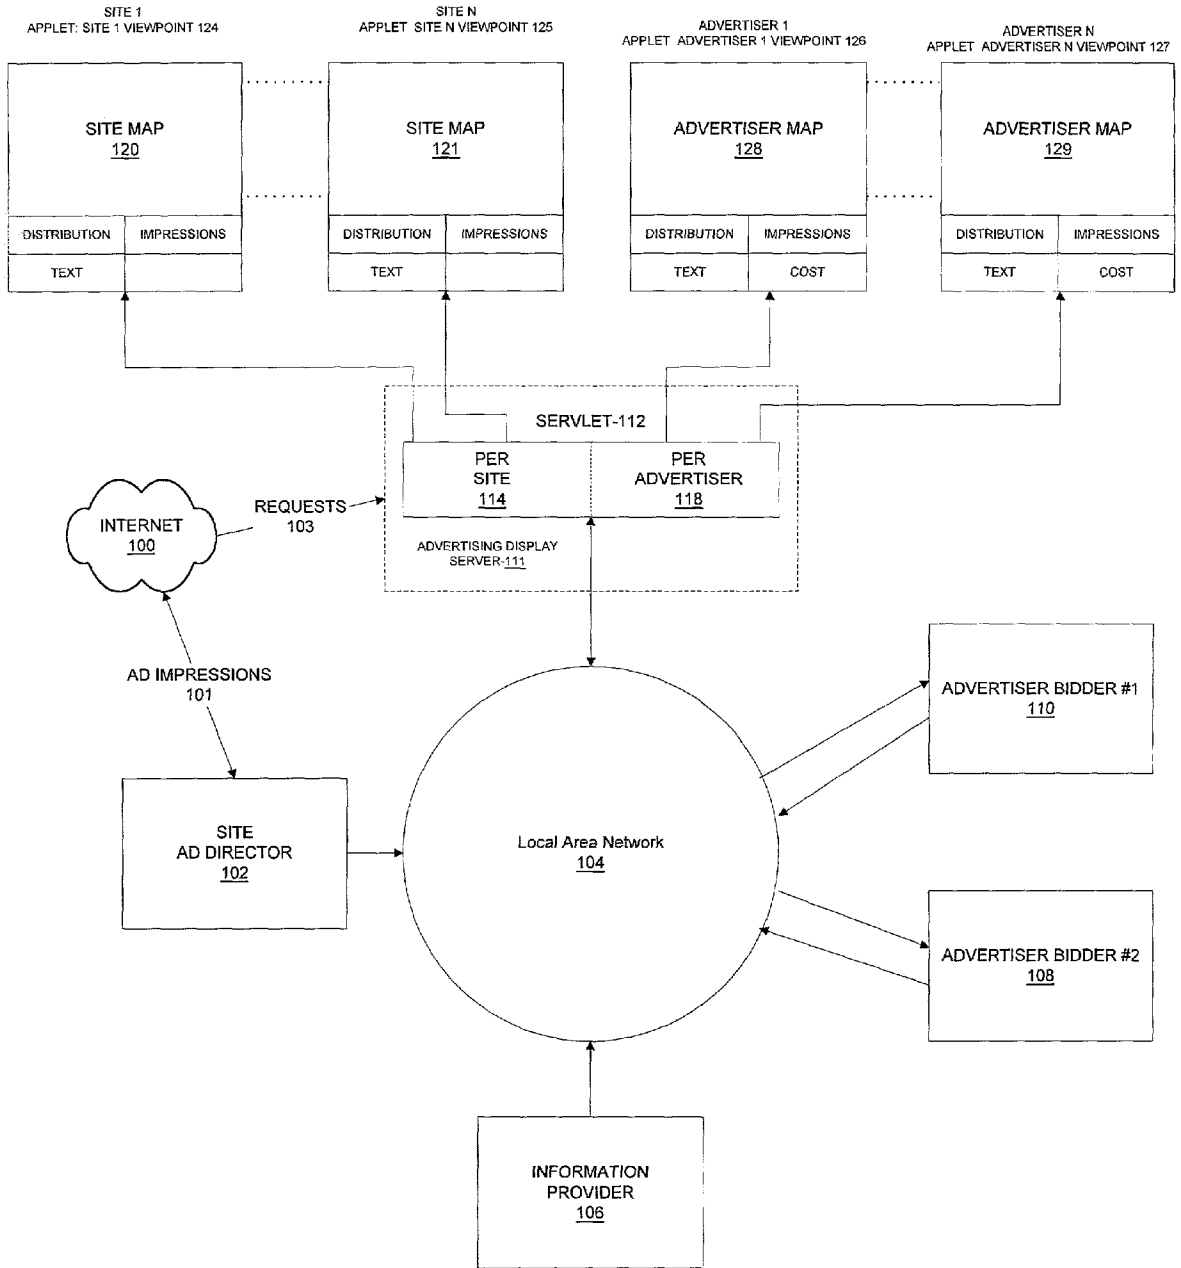 SITE 1
APPLET: SITE 1 VIEWPOINT 124
SITE N
APPLET SITE N VIEWPOINT 125
ADVERTISER 1
APPLET ADVERTISER 1 VIEWPOINT 126
ADVERTISER N
APPLET ADVERTISER N VIEWPOINT 127
SITE MAP
120
DISTRIBUTION
IMPRESSIONS
TEXT
SITE MAP
121
DISTRIBUTION
IMPRESSIONS
TEXT
ADVERTISER MAP
128
DISTRIBUTION
IMPRESSIONS
TEXT
COST
ADVERTISER MAP
129
DISTRIBUTION
IMPRESSIONS
TEXT
COST
SERVLET-112
PER
SITE
114
PER
ADVERTISER
118
ADVERTISING DISPLAY
SERVER-111
INTERNET
100
REQUESTS
103
AD IMPRESSIONS
101
SITE
AD DIRECTOR
102
Local Area Network
104
ADVERTISER BIDDER #1
110
ADVERTISER BIDDER #2
108
INFORMATION
PROVIDER
106